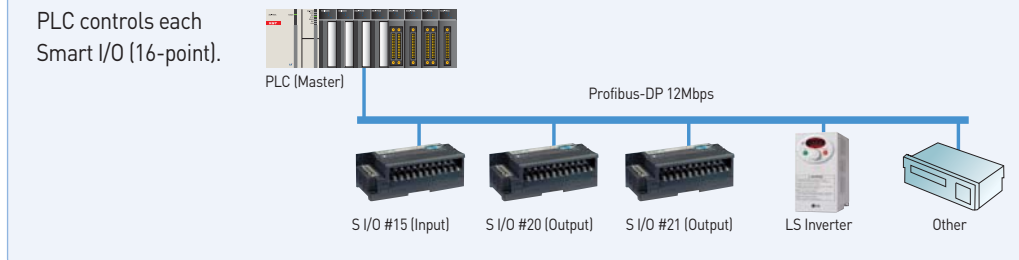 PLC controls each
Smart I/O (16-point).
PLC (Master)
Profibus-DP 12Mbps
S I/O #15 (Input)
S I/O #20 (Output)
S I/O #21 (Output)
LS Inverter
Other